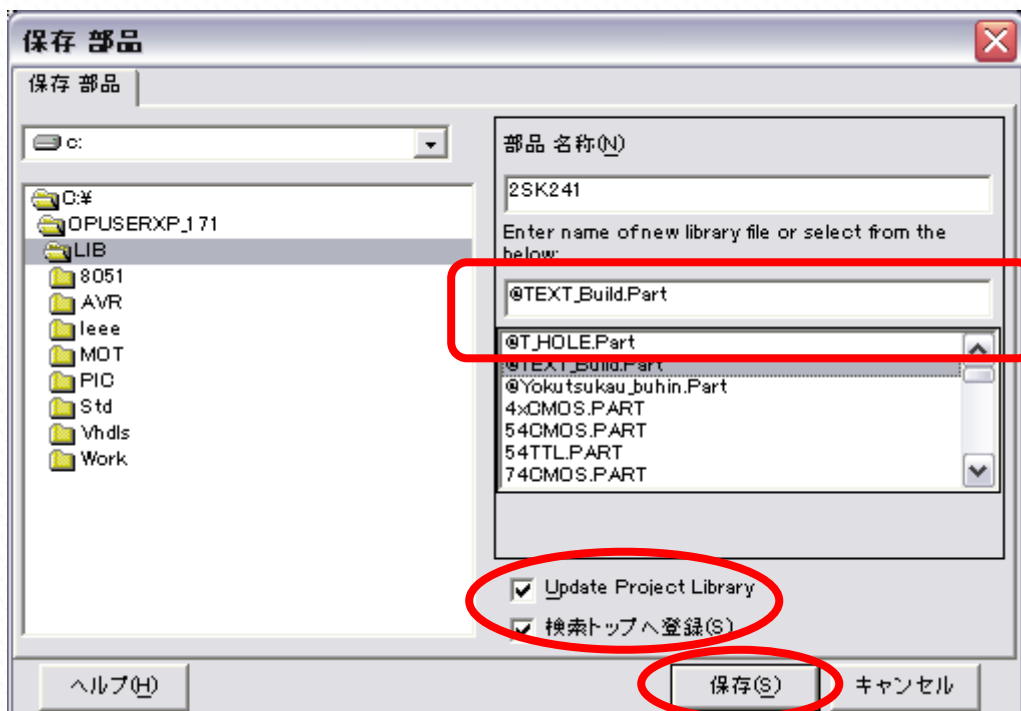 保存 部品
保存 部品
c:
C:¥
OPUSERXP_171
LIB
8051
AVR
Ieee
MOT
PIC
Std
Vhdls
Work
部品 名称(N)
2SK241
Enter name of new library file or select from the
below:
@TEXT_Build.Part
@T_HOLE.Part
@TEXT_Build.Part
@Yokutsukau_buhin.Part
4xCMOS.PART
54CMOS.PART
54TTL.PART
74CMOS.PART
Update Project Library
検索トップへ登録(S)
ヘルプ(H)
保存(S)
キャンセル